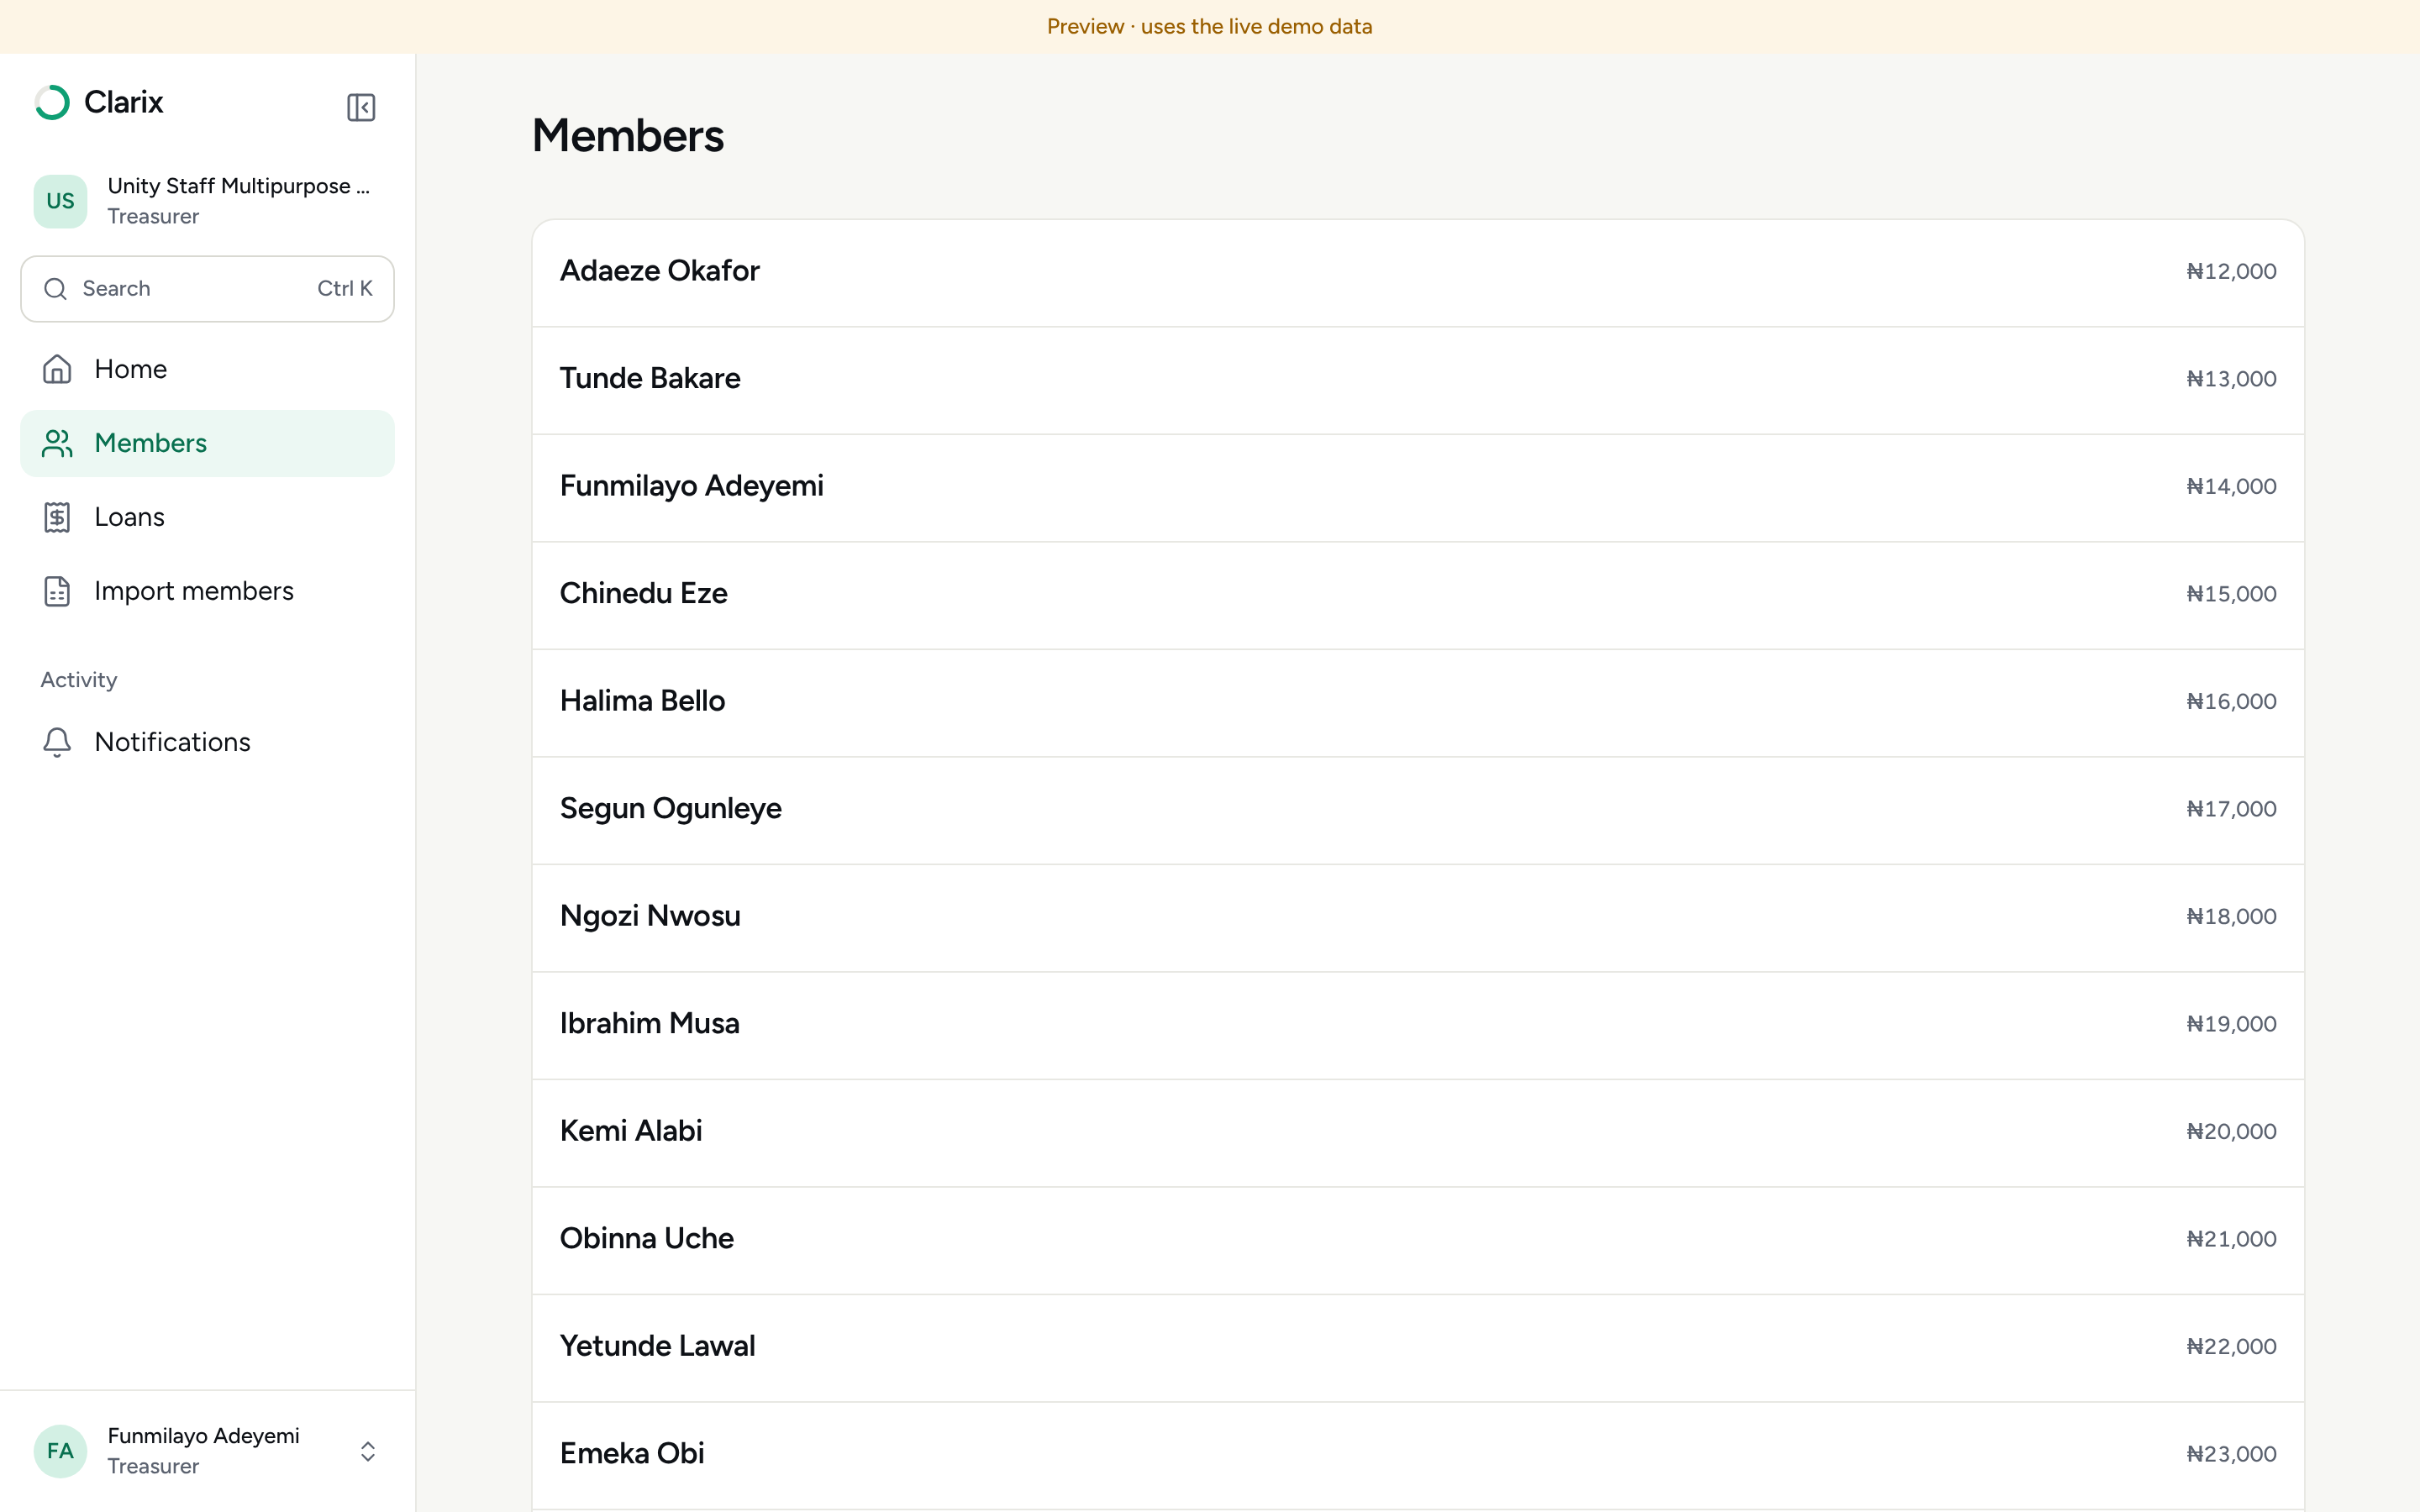 Preview · uses the live demo data
Clarix
US
Unity Staff Multipurpose ...
Treasurer
Search Ctrl K
Home
Members
Loans
Import members
Activity
Notifications
FA
Funmilayo Adeyemi
Treasurer
Members
Adaeze Okafor ₦12,000
Tunde Bakare ₦13,000
Funmilayo Adeyemi ₦14,000
Chinedu Eze ₦15,000
Halima Bello ₦16,000
Segun Ogunleye ₦17,000
Ngozi Nwosu ₦18,000
Ibrahim Musa ₦19,000
Kemi Alabi ₦20,000
Obinna Uche ₦21,000
Yetunde Lawal ₦22,000
Emeka Obi ₦23,000